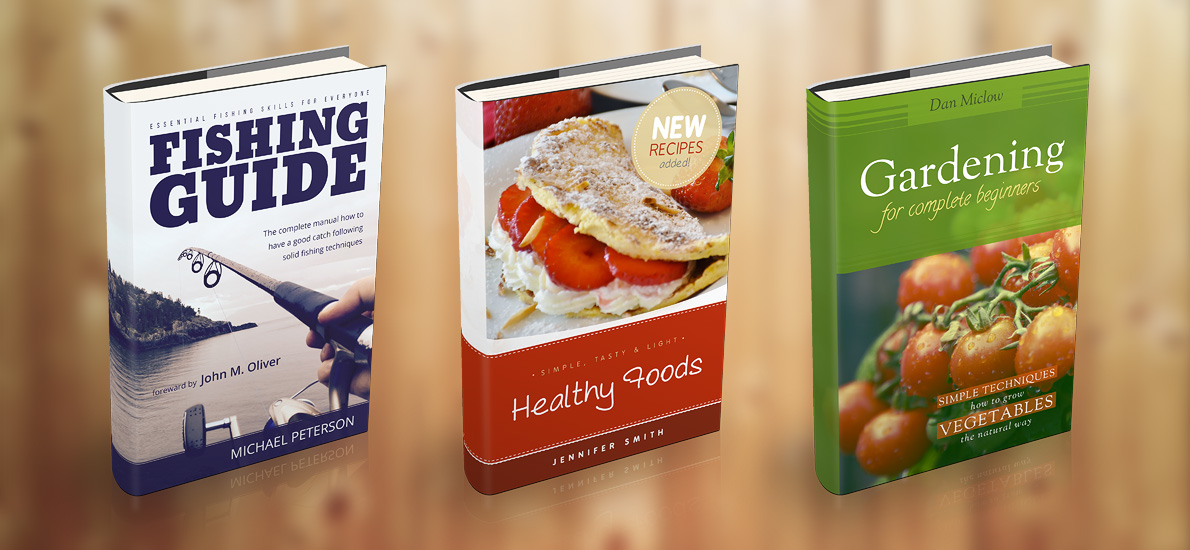 ESSENTIAL FISHING SKILLS FOR EVERYONE
FISHING
GUIDE
The complete manual how to
have a good catch following
solid fishing techniques
foreword by John M. Oliver
MICHAEL PETERSON
NEW
RECIPES
added!
• SIMPLE, TASTY & LIGHT •
Healthy Foods
JENNIFER SMITH
Dan Miclow
Gardening
for complete beginners
SIMPLE TECHNIQUES
how to grow
VEGETABLES
the natural way